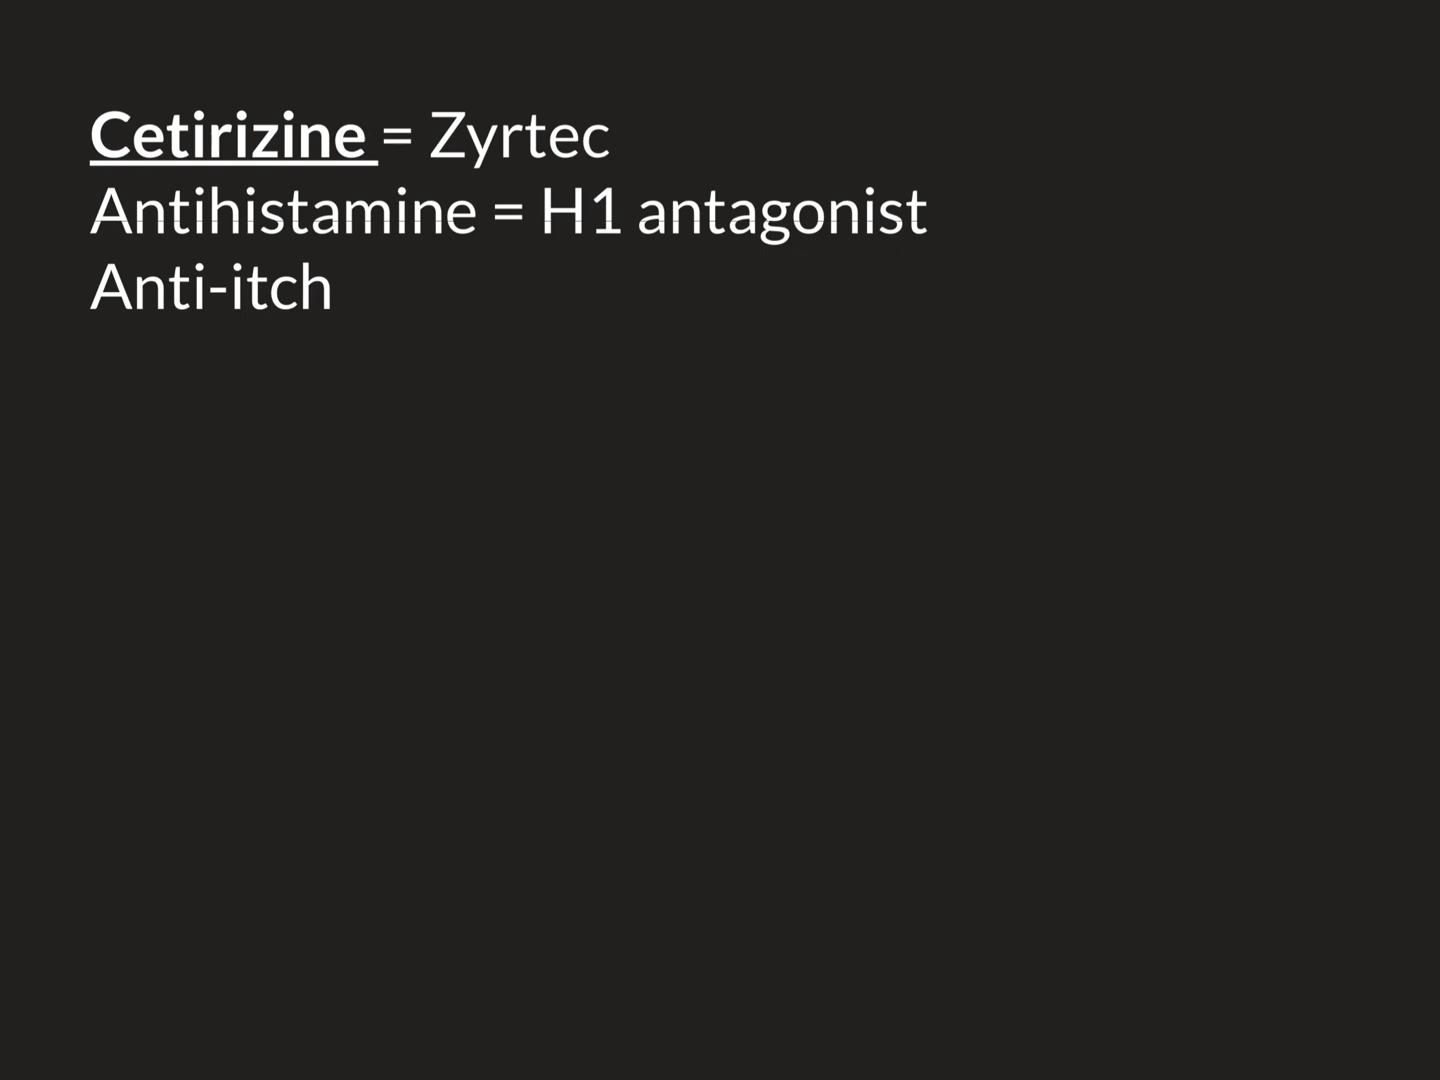 Cetirizine = Zyrtec
Antihistamine = H1 antagonist
Anti-itch